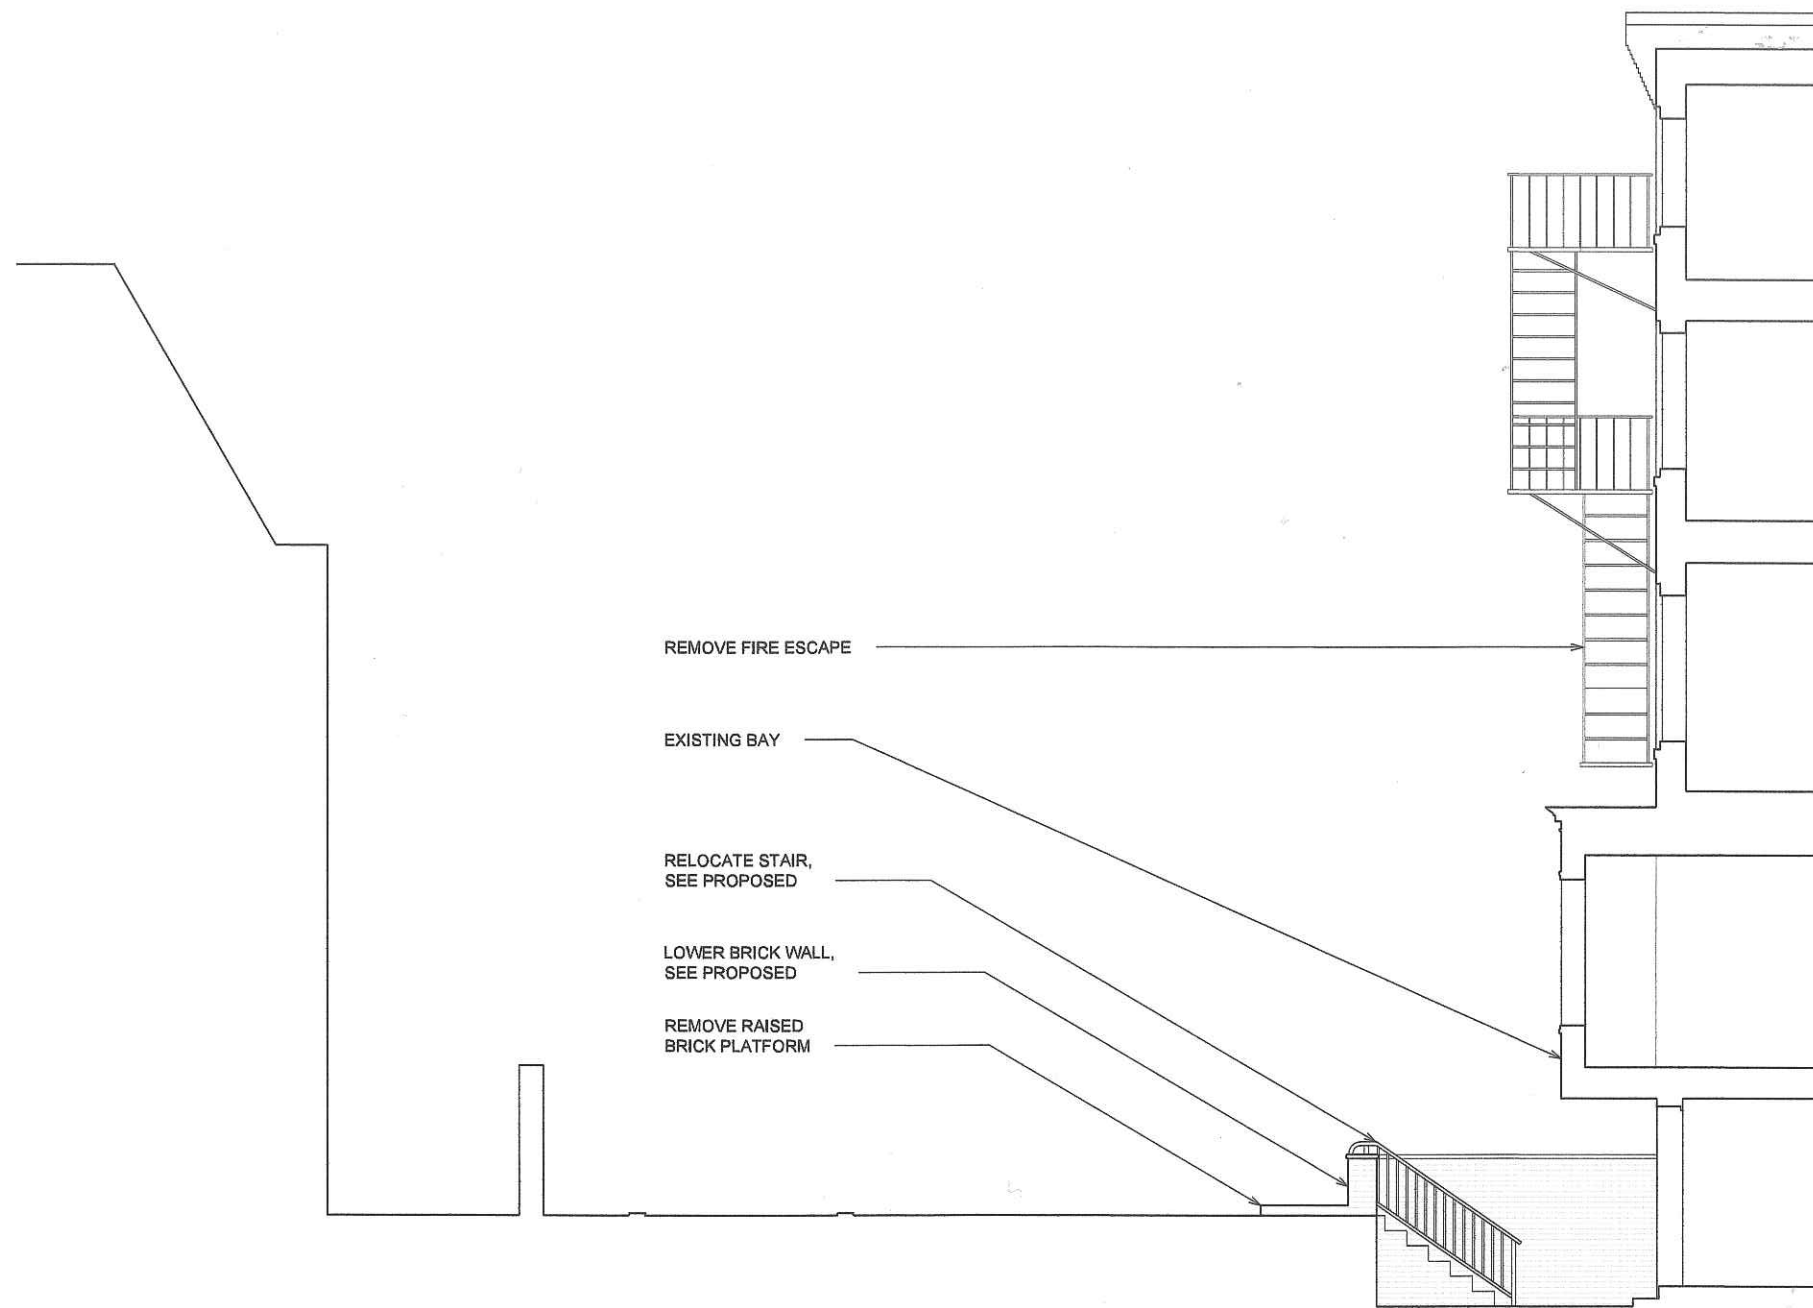 REMOVE FIRE ESCAPE
EXISTING BAY
RELOCATE STAIR,
SEE PROPOSED
LOWER BRICK WALL,
SEE PROPOSED
REMOVE RAISED
BRICK PLATFORM